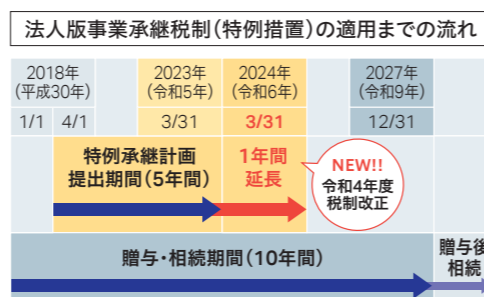 法人版事業承継税制（特例措置）の適用までの流れ
2018年 2023年 2024年 2027年
(平成30年) (令和5年) (令和6年) (令和9年)
1/1 4/1 3/31 3/31 12/31
特例承継計画
提出期間（5年間）
1年間
延長
NEW!!
令和4年度
税制改正
贈与・相続期間（10年間）
贈与後
相続